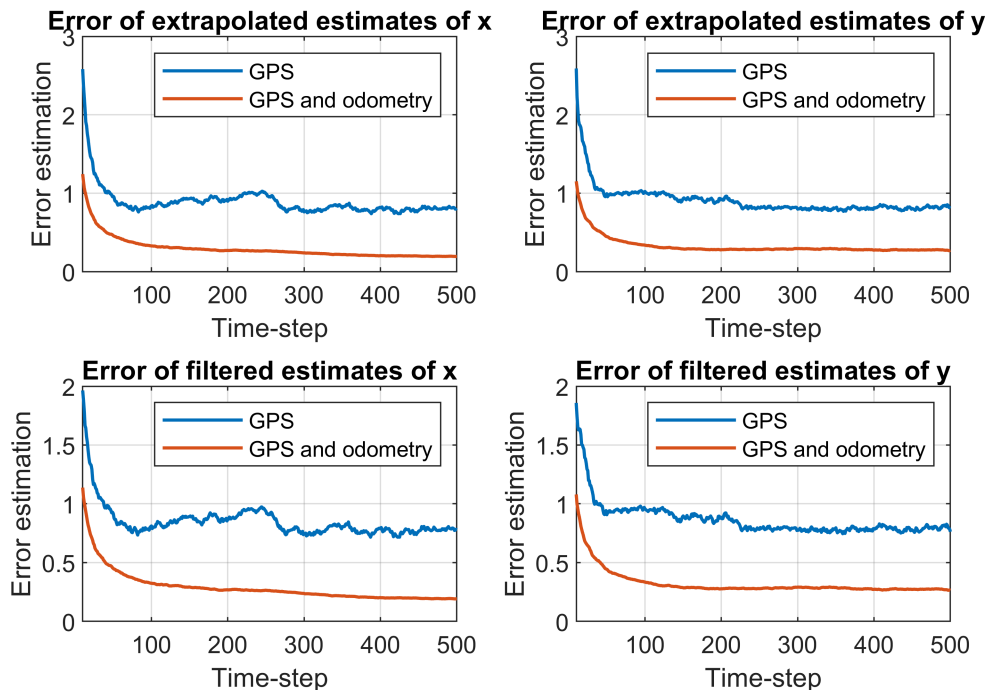 Error of extrapolated estimates of x
3
2
1
0
Error estimation
GPS
GPS and odometry
100
200
300
400
500
Time-step
Error of extrapolated estimates of y
3
2
1
0
Error estimation
GPS
GPS and odometry
100
200
300
400
500
Time-step
Error of filtered estimates of x
2
1.5
1
0.5
0
Error estimation
GPS
GPS and odometry
100
200
300
400
500
Time-step
Error of filtered estimates of y
2
1.5
1
0.5
0
Error estimation
GPS
GPS and odometry
100
200
300
400
500
Time-step